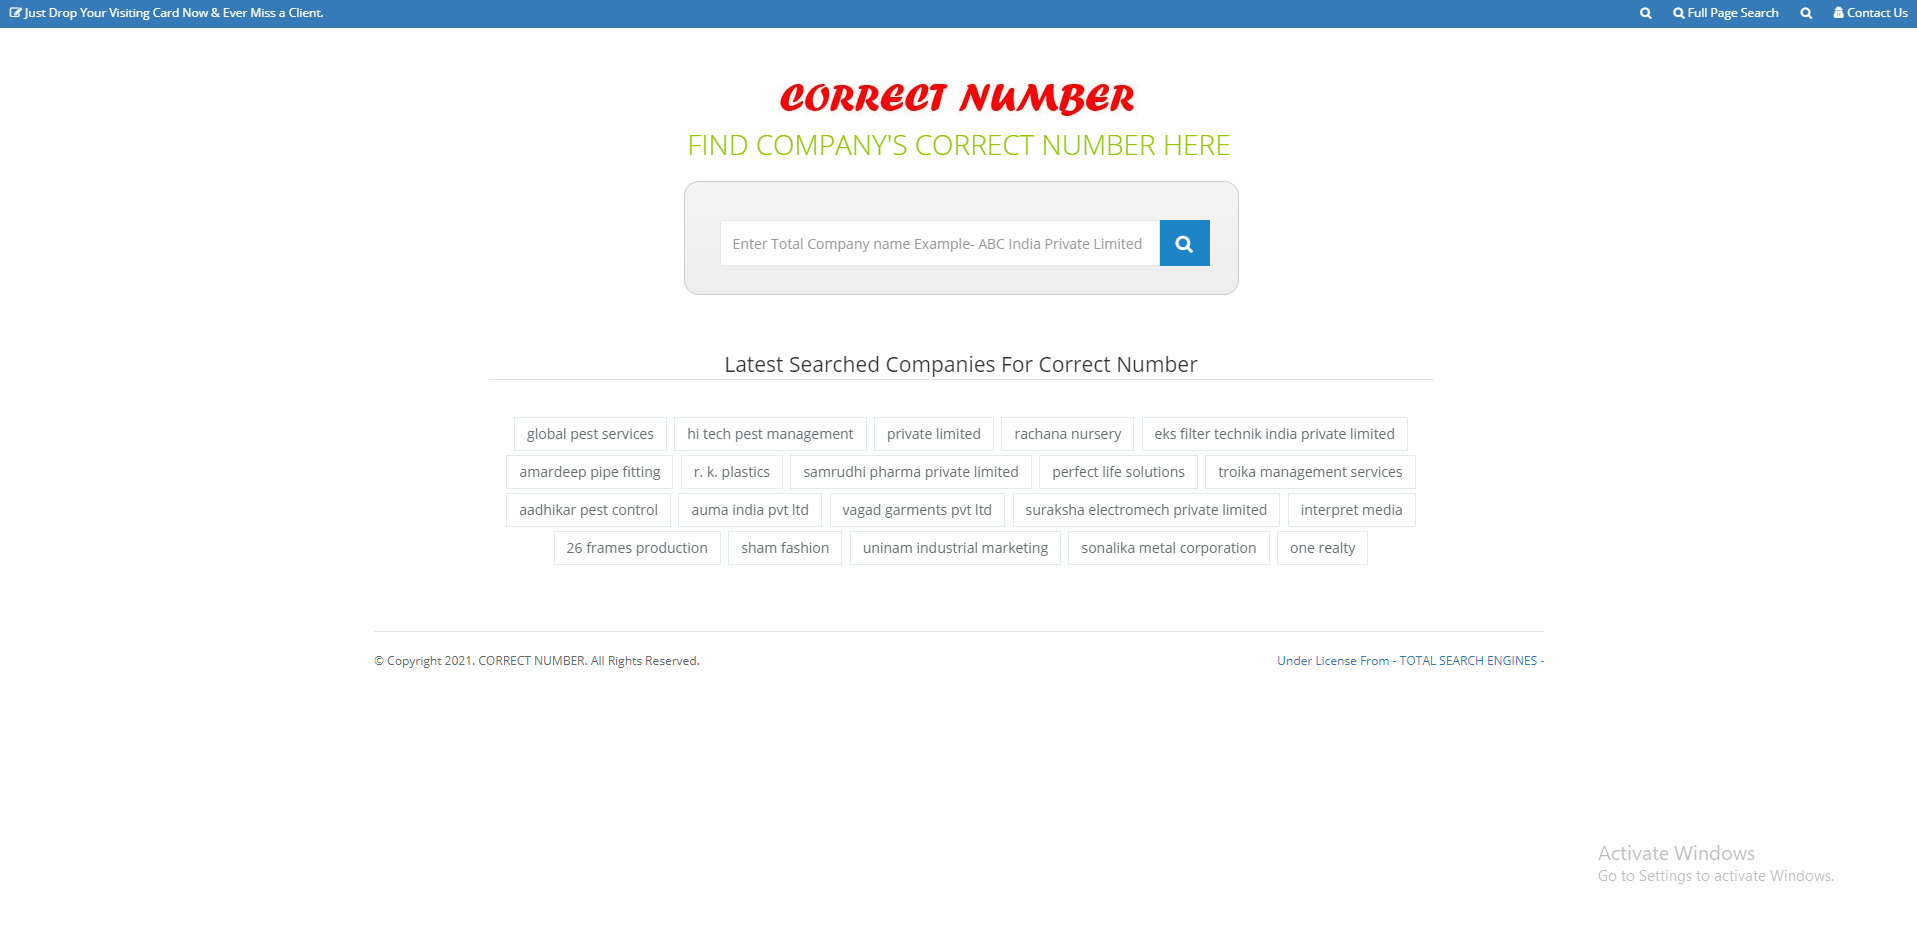 Just Drop Your Visiting Card Now & Ever Miss a Client.
Full Page Search
Contact Us
CORRECT NUMBER
FIND COMPANY'S CORRECT NUMBER HERE
Enter Total Company name Example- ABC India Private Limited
Latest Searched Companies For Correct Number
global pest services hi tech pest management private limited rachana nursery eks filter technik india private limited
amardeep pipe fitting r. k. plastics samrudhi pharma private limited perfect life solutions troika management services
aadhikar pest control auma india pvt ltd vagad garments pvt ltd suraksha electromech private limited interpret media
26 frames production sham fashion uninam industrial marketing sonalika metal corporation one realty
© Copyright 2021. CORRECT NUMBER. All Rights Reserved.
Under License From - TOTAL SEARCH ENGINES -
Activate Windows
Go to Settings to activate Windows.